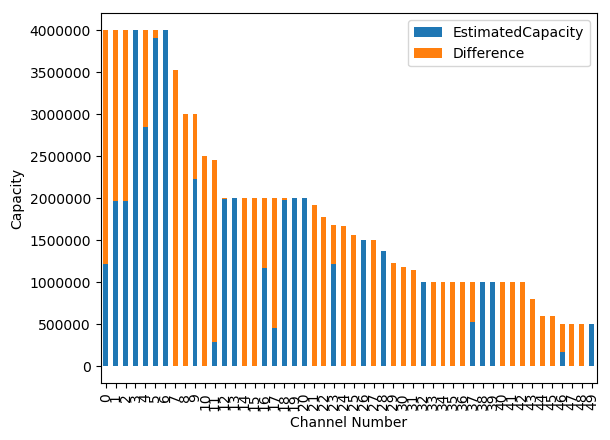 EstimatedCapacity
Difference
Capacity
4000000
3500000
3000000
2500000
2000000
1500000
1000000
500000
0
0 1 2 3 4 5 6 7 8 9 10 11 12 13 14 15 16 17 18 19 20 21 22 23 24 25 26 27 28 29 30 31 32 33 34 35 36 37 38 39 40 41 42 43 44 45 46 47 48 49
Channel Number